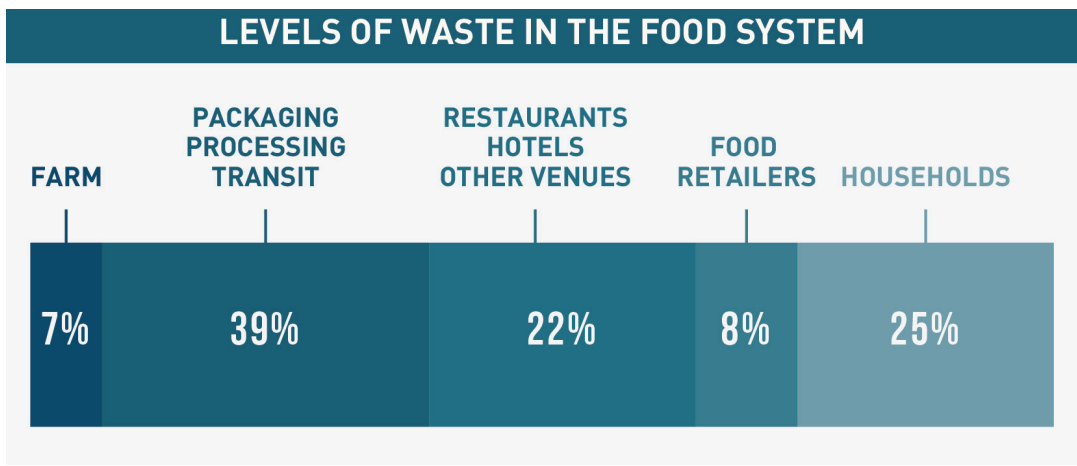 LEVELS OF WASTE IN THE FOOD SYSTEM
FARM
PACKAGING
PROCESSING
TRANSIT
RESTAURANTS
HOTELS
OTHER VENUES
FOOD
RETAILERS
HOUSEHOLDS
7%
39%
22%
8%
25%